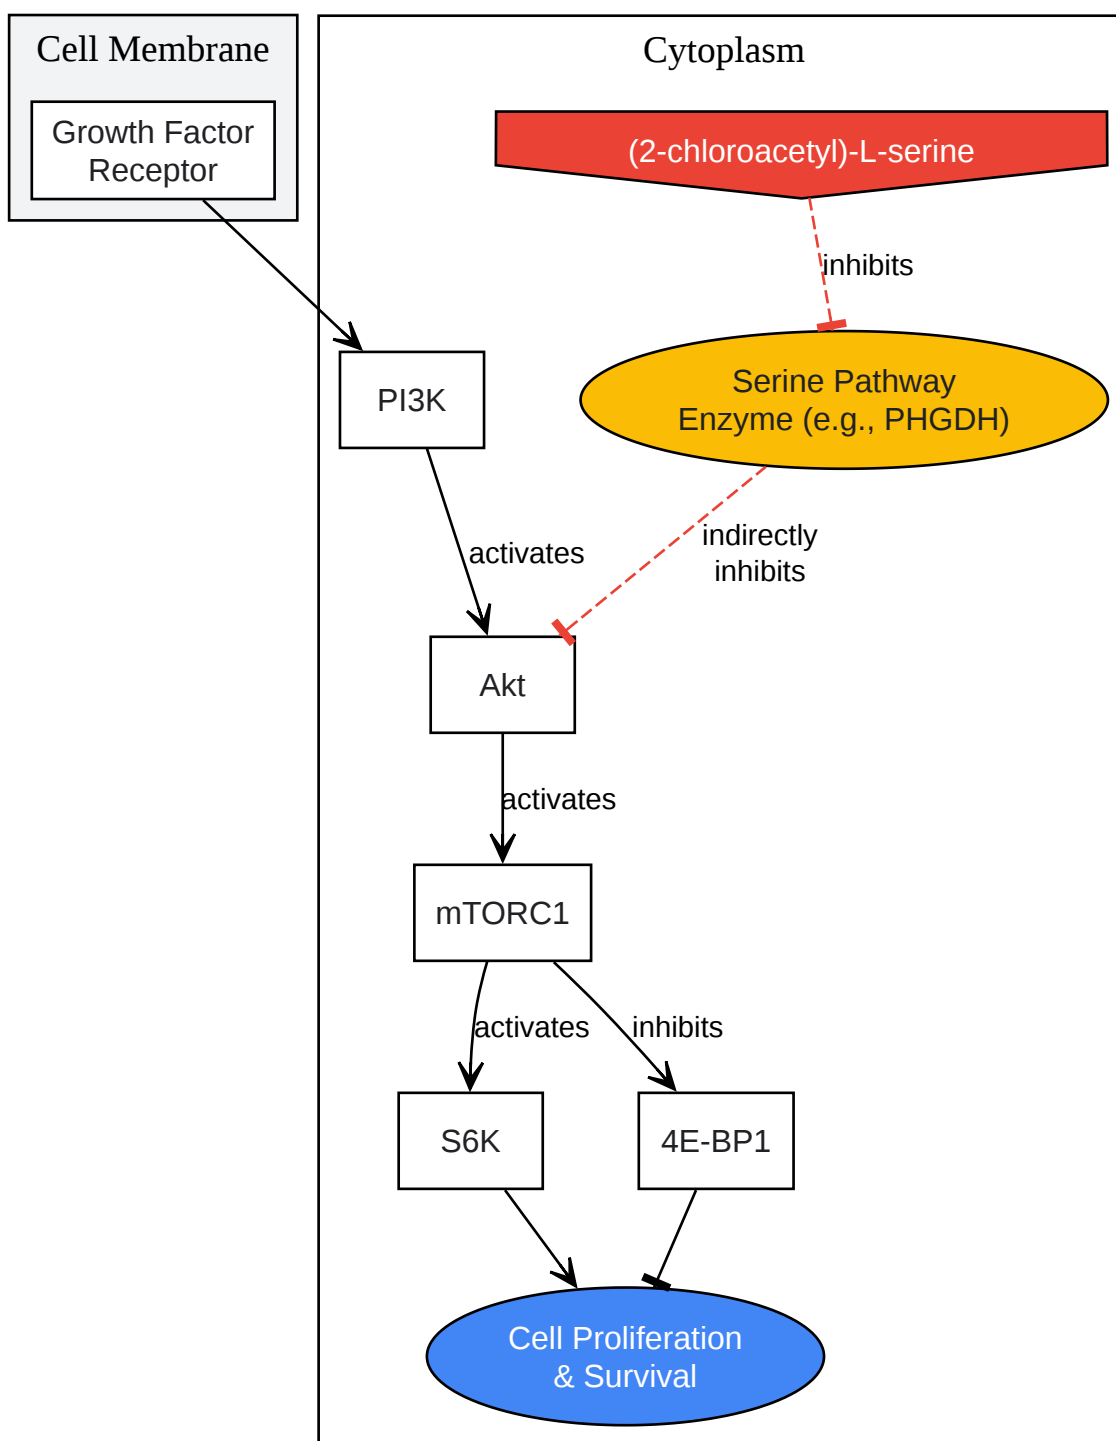 Cell Membrane
Growth Factor
Receptor
Cytoplasm
(2-chloroacetyl)-L-serine
inhibits
PI3K
Serine Pathway
Enzyme (e.g., PHGDH)
activates
indirectly
inhibits
Akt
activates
mTORC1
activates
inhibits
S6K
4E-BP1
Cell Proliferation
& Survival